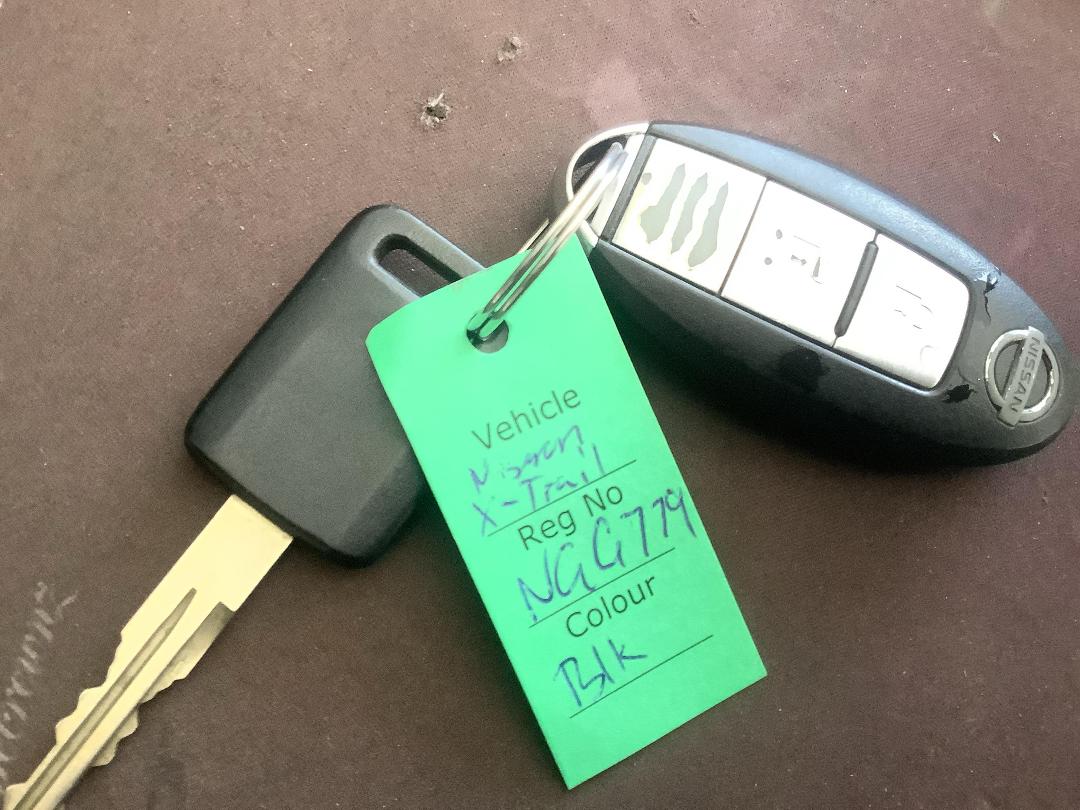 NISSAN
Vehicle
Nissan
X-Trail
Reg No
NGG779
Colour
Blk